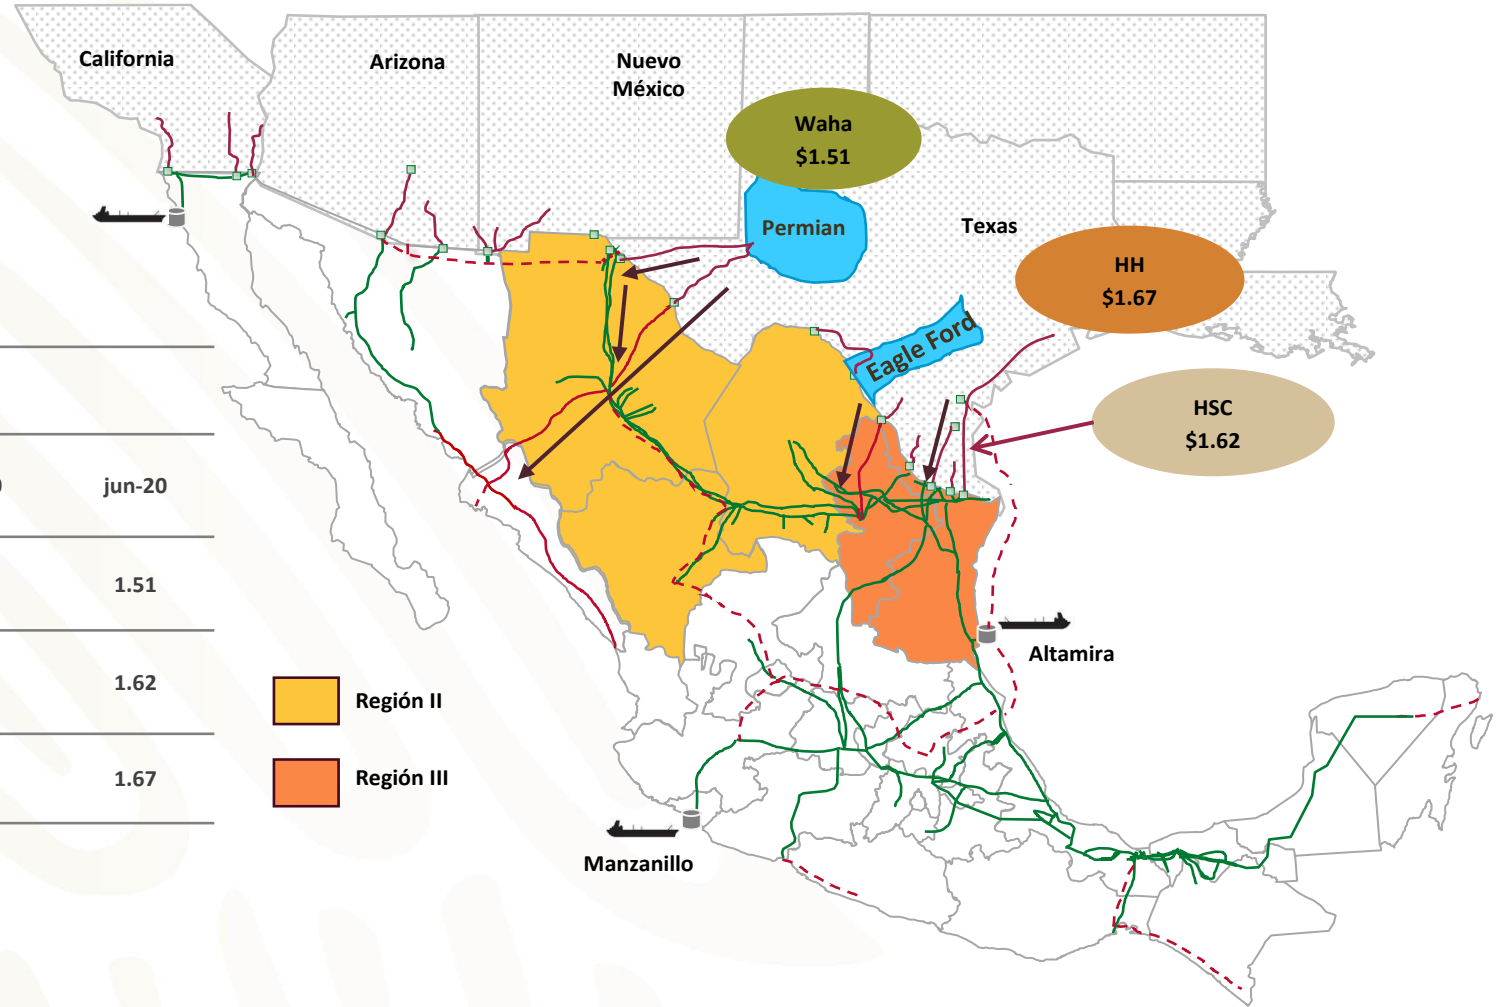 California
Arizona
Nuevo
México
Waha
$1.51
Permian
Texas
HH
$1.67
Eagle Ford
HSC
$1.62
jun-20
1.51
1.62
1.67
Región II
Región III
Altamira
Manzanillo